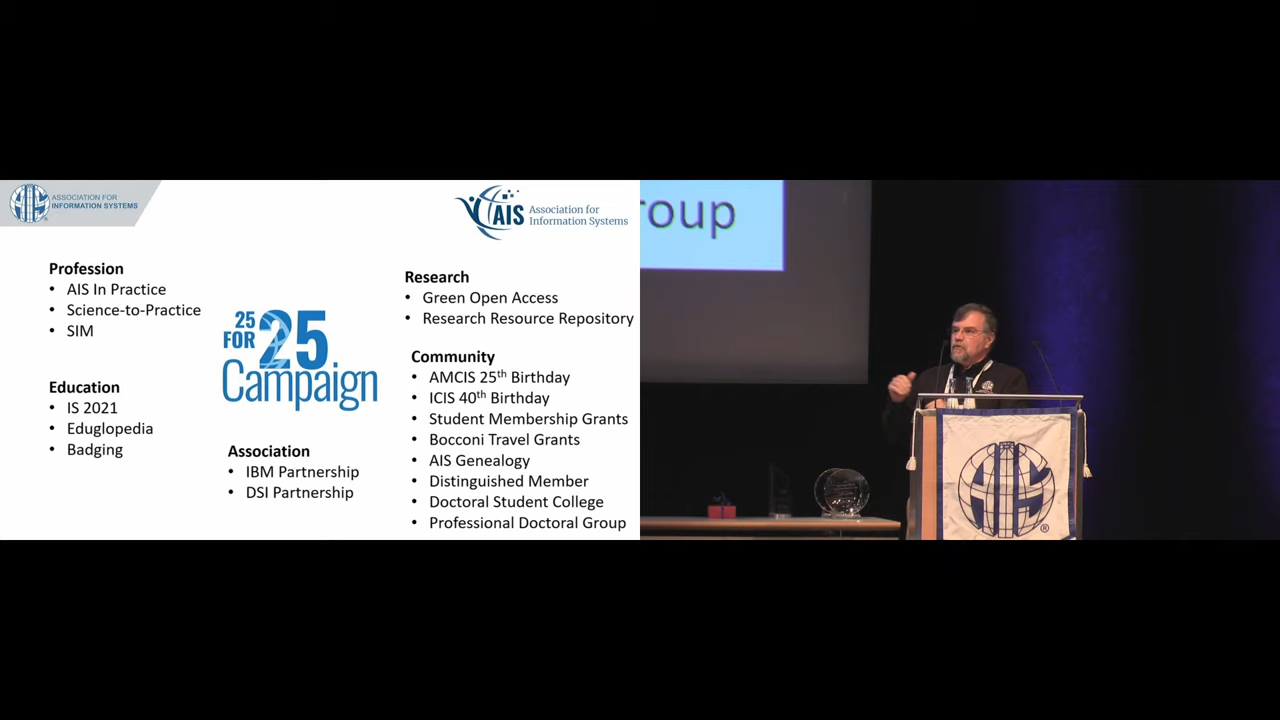 ASSOCIATION FOR
INFORMATION SYSTEMS
AIS
Association for
Information Systems
Profession
• AIS In Practice
• Science-to-Practice
• SIM
Education
• IS 2021
• Eduglopedia
• Badging
25
FOR
25
Campaign
Association
• IBM Partnership
• DSI Partnership
Research
• Green Open Access
• Research Resource Repository
Community
• AMCIS 25th Birthday
• ICIS 40th Birthday
• Student Membership Grants
• Bocconi Travel Grants
• AIS Genealogy
• Distinguished Member
• Doctoral Student College
• Professional Doctoral Group
roup
AIS
®